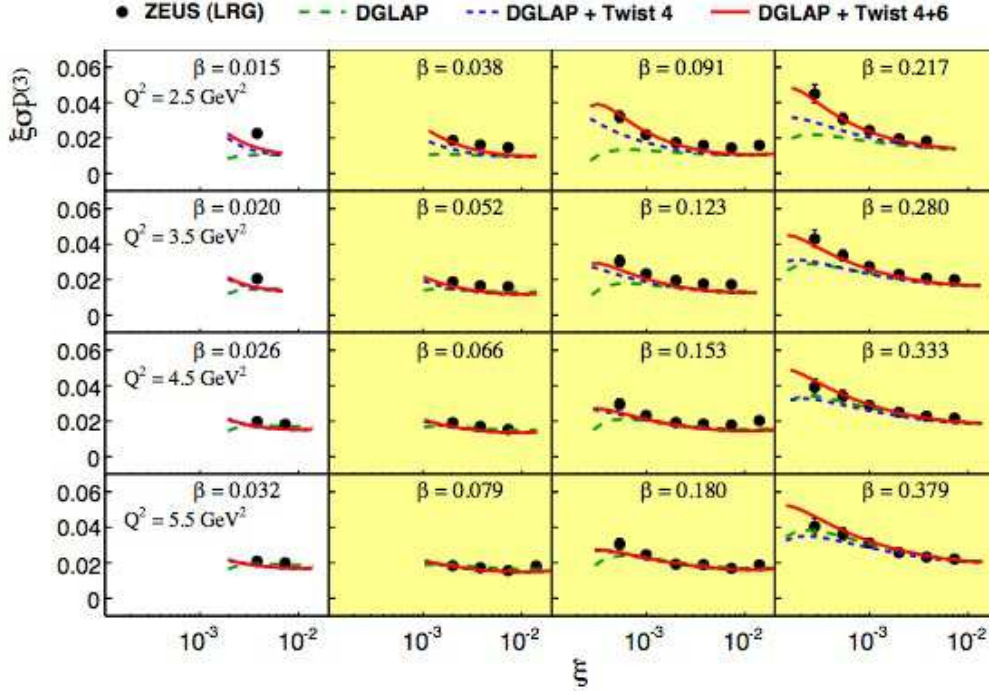 ZEUS (LRG) DGLAP DGLAP + Twist 4 DGLAP + Twist 4+6
ξσD(3)
0.06 β = 0.015 β = 0.038 β = 0.091 β = 0.217
Q² = 2.5 GeV²
0.04
0.02
0
0.06 β = 0.020 β = 0.052 β = 0.123 β = 0.280
Q² = 3.5 GeV²
0.04
0.02
0
0.06 β = 0.026 β = 0.066 β = 0.153 β = 0.333
Q² = 4.5 GeV²
0.04
0.02
0
0.06 β = 0.032 β = 0.079 β = 0.180 β = 0.379
Q² = 5.5 GeV²
0.04
0.02
0
10⁻³ 10⁻² 10⁻³ 10⁻² 10⁻³ 10⁻² 10⁻³ 10⁻²
ξ